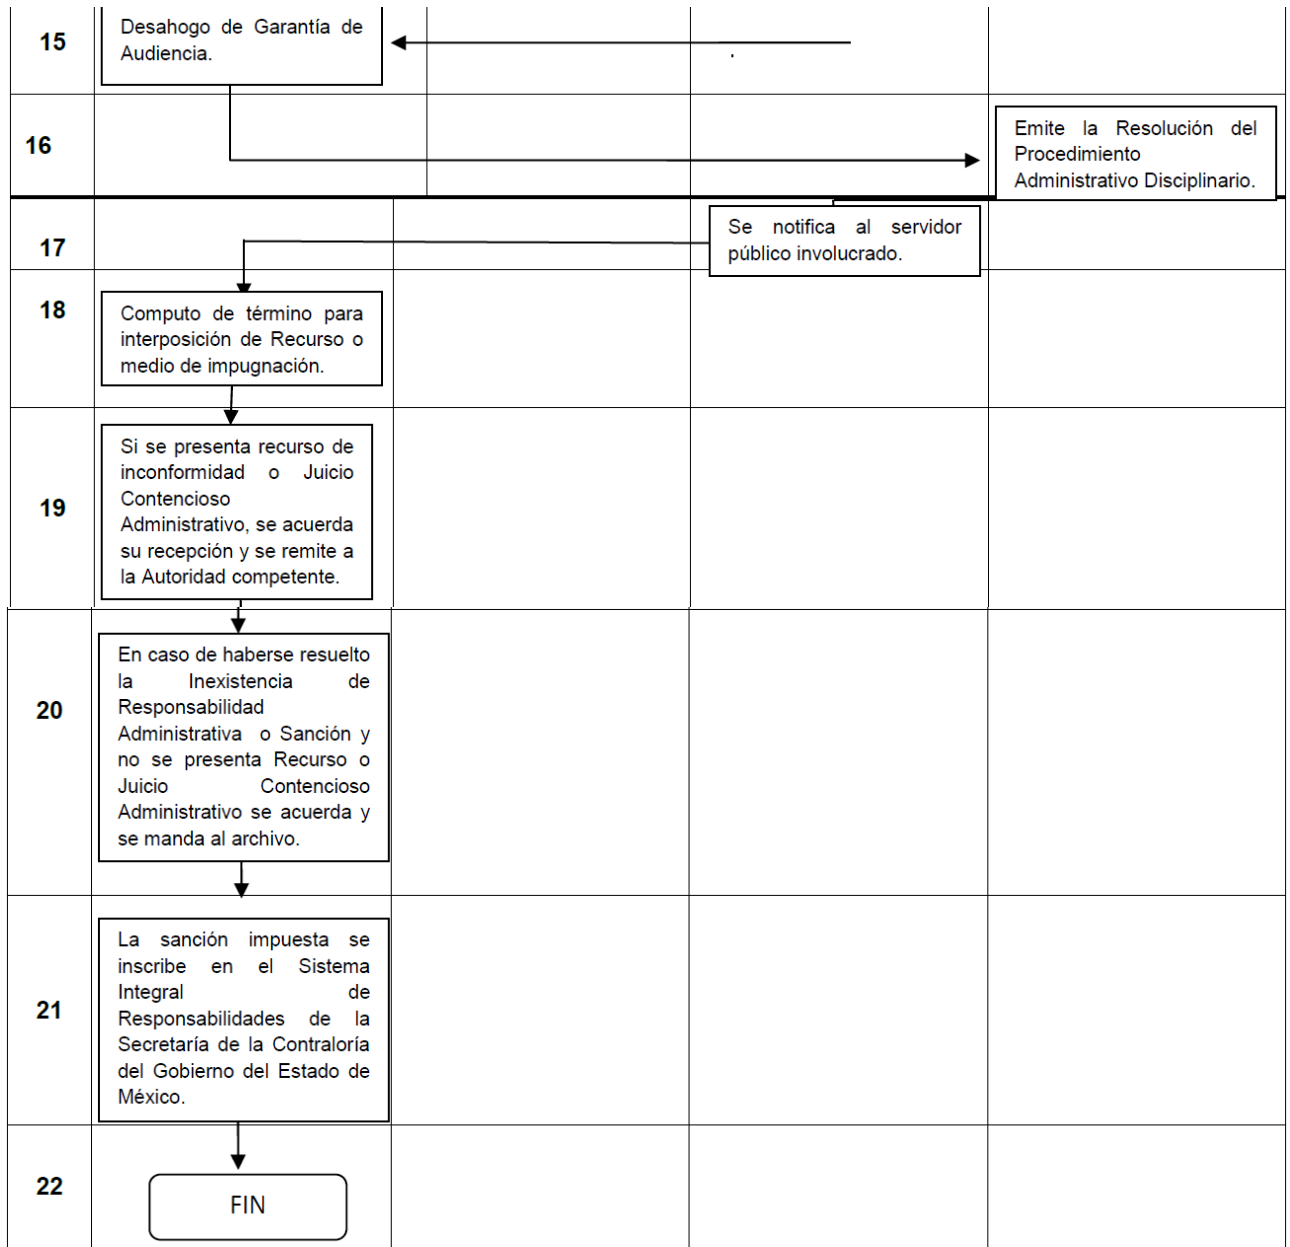 15
Desahogo de Garantía de
Audiencia.
.
16
Emite la Resolución del
Procedimiento
Administrativo Disciplinario.
17
Se notifica al servidor
público involucrado.
18
Computo de término para
interposición de Recurso o
medio de impugnación.
19
Si se presenta recurso de
inconformidad o Juicio
Contencioso
Administrativo, se acuerda
su recepción y se remite a
la Autoridad competente.
20
En caso de haberse resuelto
la Inexistencia de
Responsabilidad
Administrativa o Sanción y
no se presenta Recurso o
Juicio Contencioso
Administrativo se acuerda y
se manda al archivo.
21
La sanción impuesta se
inscribe en el Sistema
Integral de
Responsabilidades de la
Secretaría de la Contraloría
del Gobierno del Estado de
México.
22
FIN